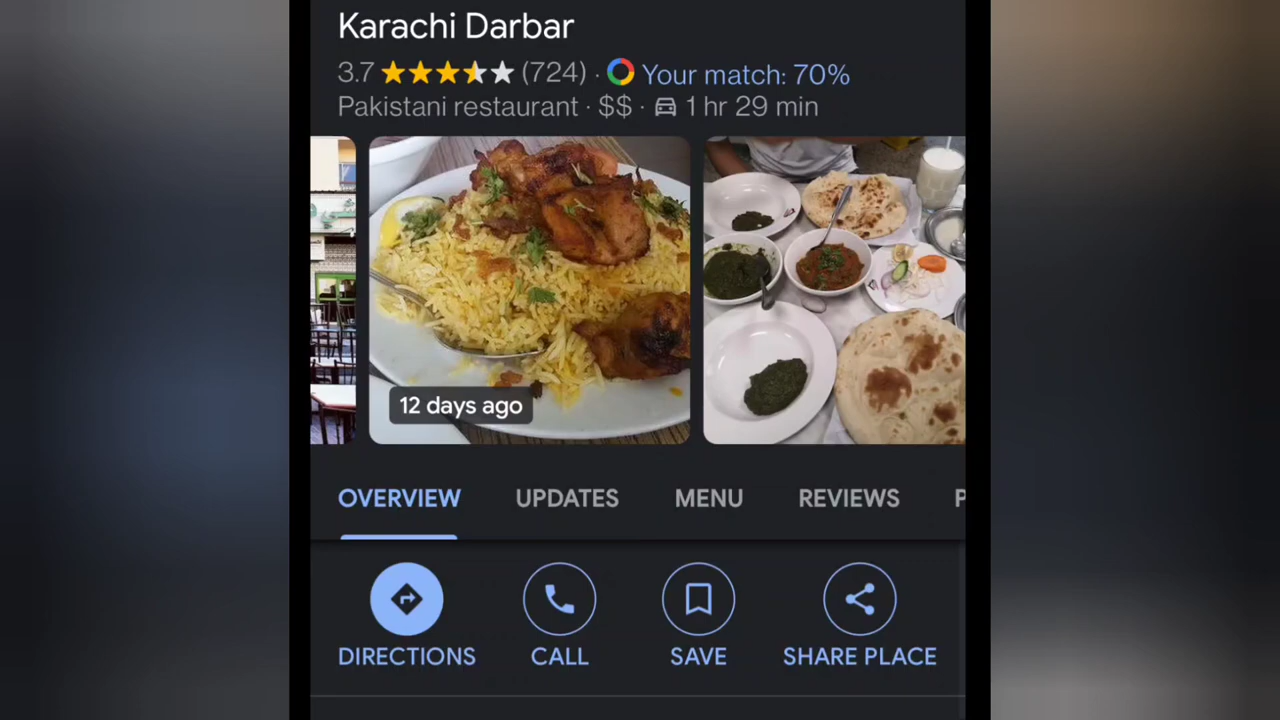 Karachi Darbar
3.7 (724) · Your match: 70%
Pakistani restaurant · $$ · 1 hr 29 min
12 days ago
OVERVIEW UPDATES MENU REVIEWS P
DIRECTIONS CALL SAVE SHARE PLACE